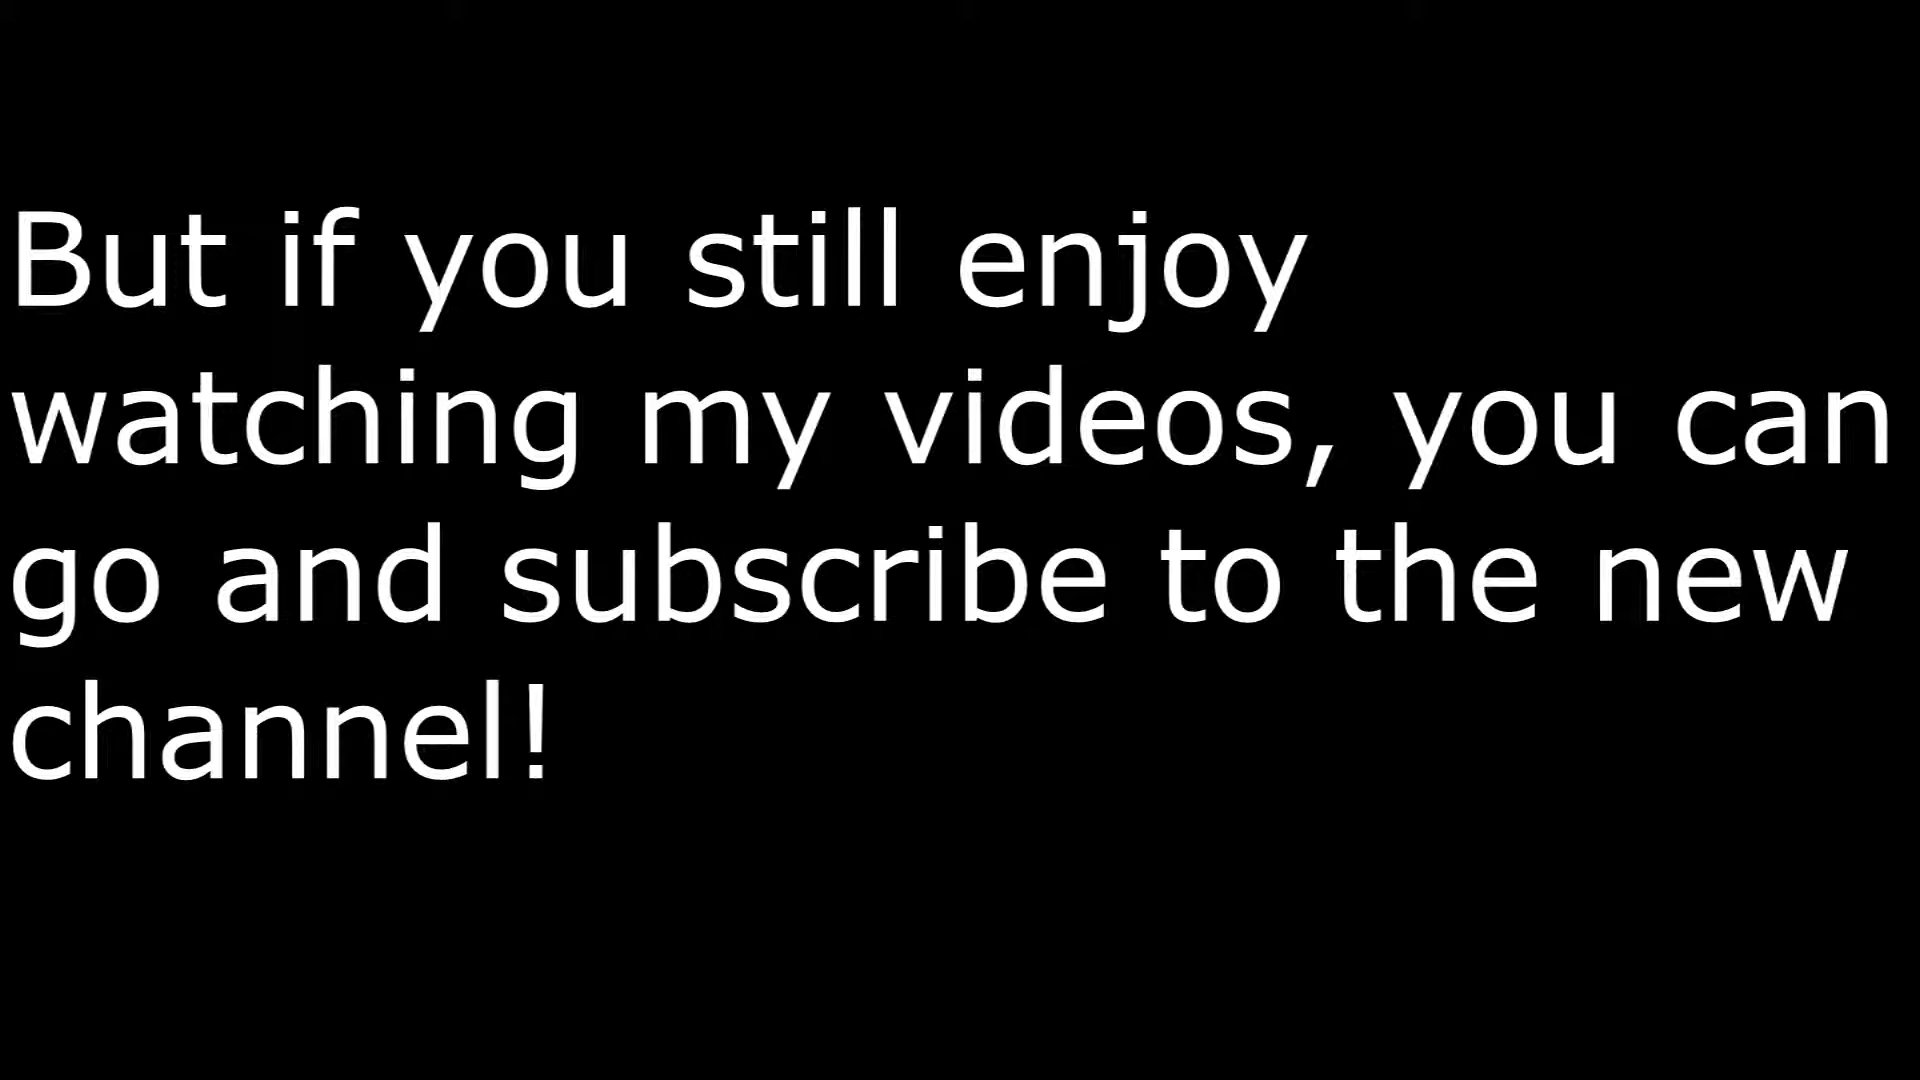 But if you still enjoy
watching my videos, you can
go and subscribe to the new
channel!